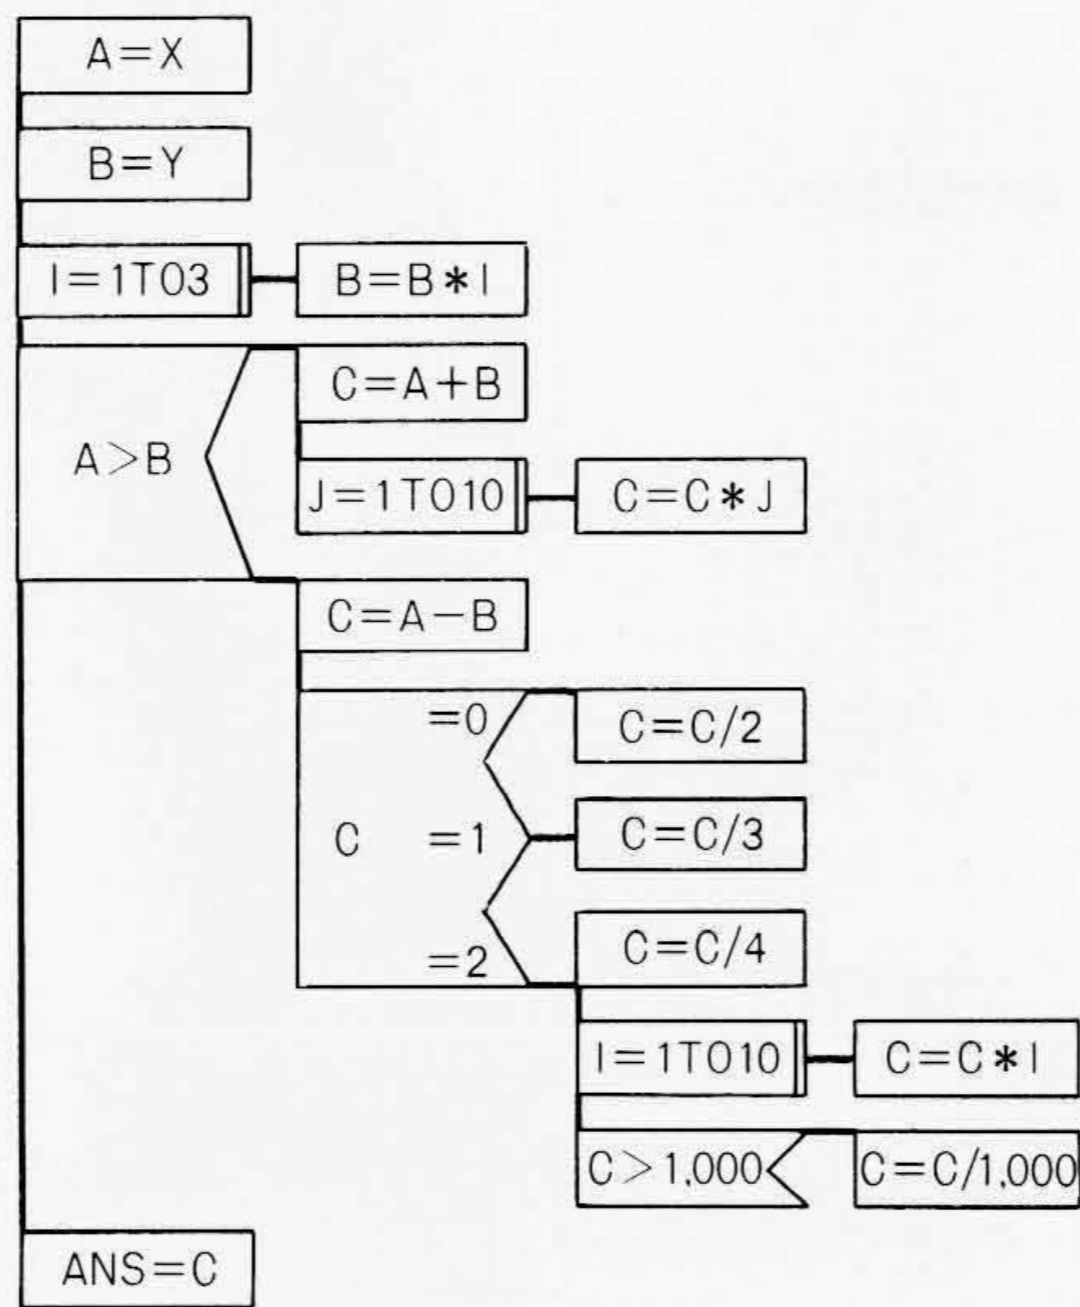 A=X
B=Y
I=1TO3
B=B*I
A>B
C=A+B
J=1TO10
C=C*J
C=A-B
C
=0
C=C/2
=1
C=C/3
=2
C=C/4
I=1TO10
C=C*I
C>1,000
C=C/1,000
ANS=C